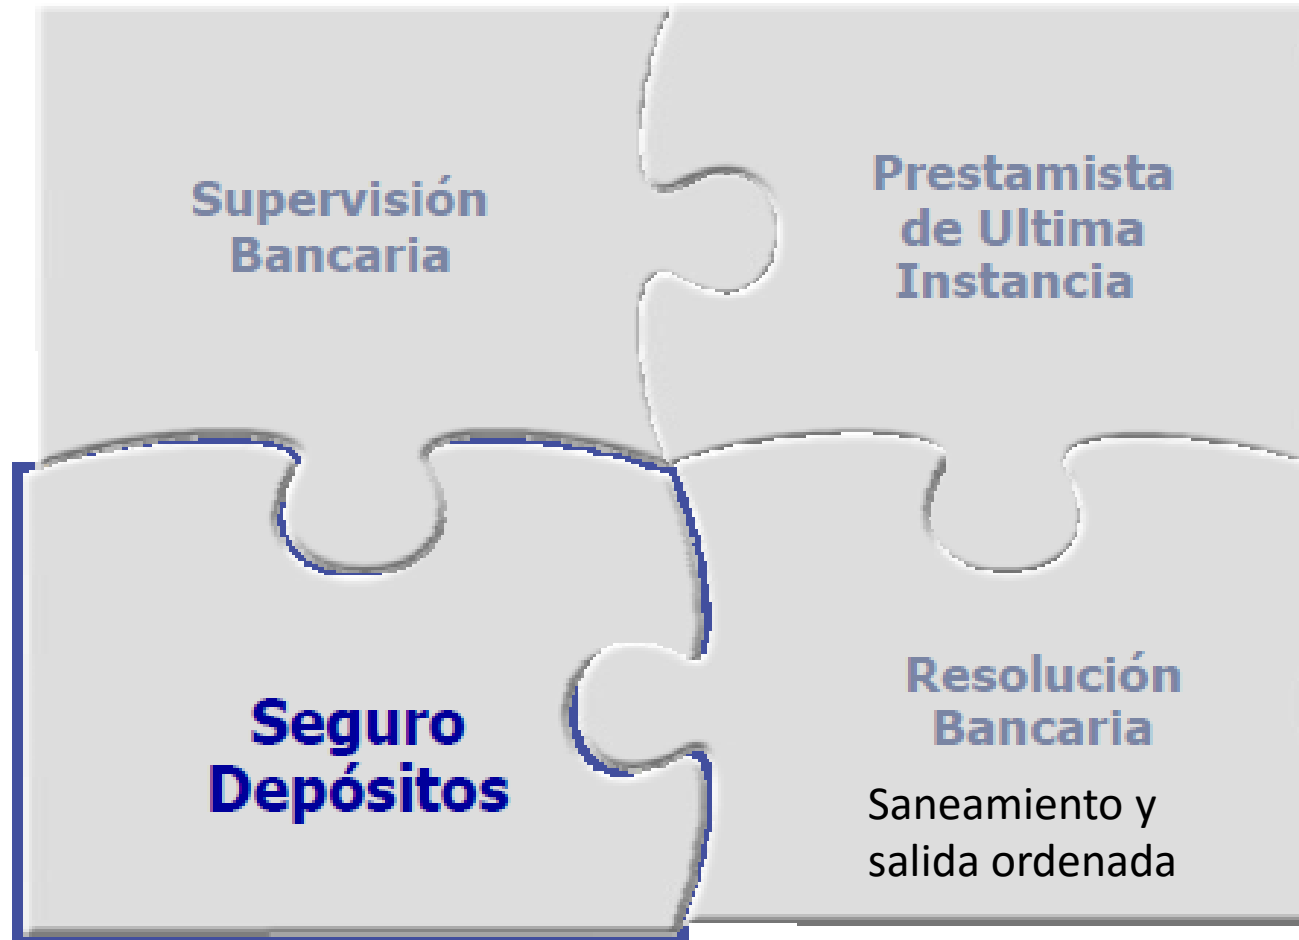 Supervisión
Bancaria
Prestamista
de Ultima
Instancia
Seguro
Depósitos
Resolución
Bancaria
Saneamiento y
salida ordenada